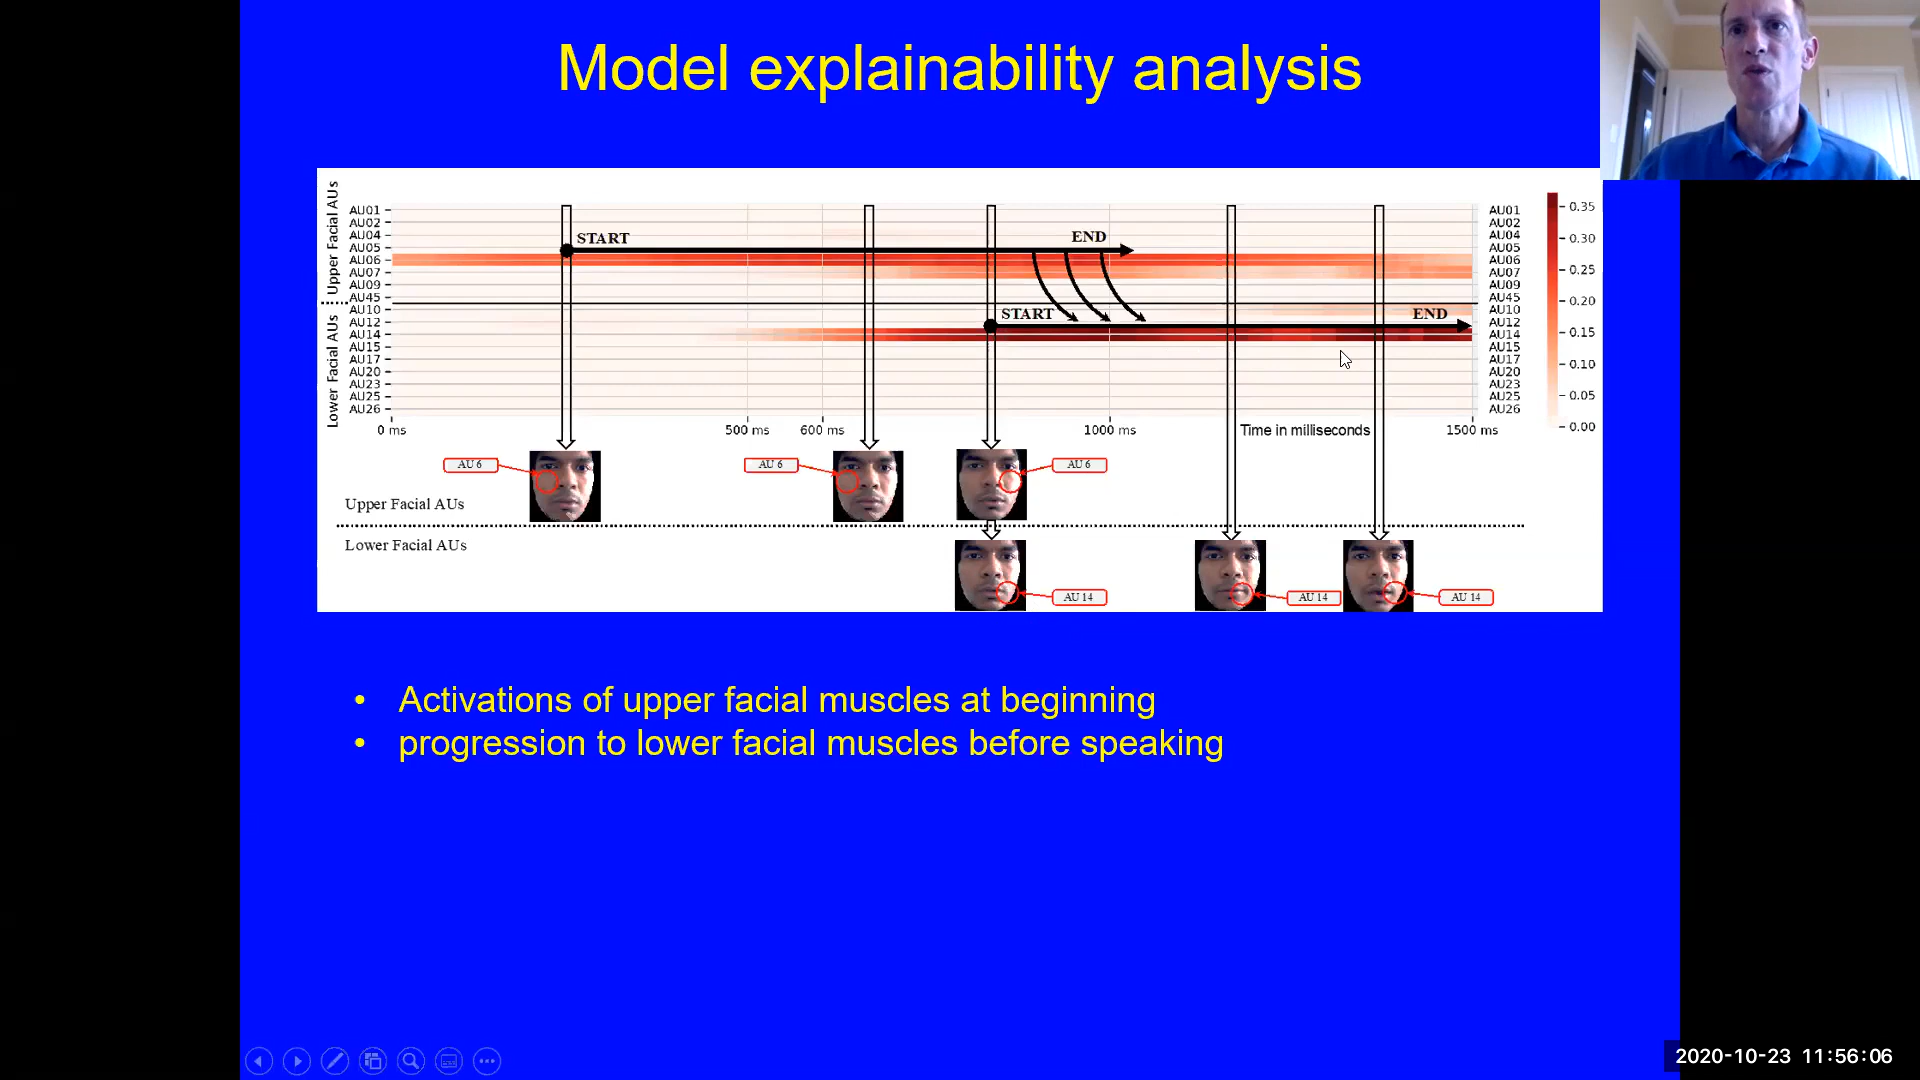 Model explainability analysis
Upper Facial AUs
Lower Facial AUs
AU01
AU02
AU04
AU05
AU06
AU07
AU09
AU45
AU10
AU12
AU14
AU15
AU17
AU20
AU23
AU25
AU26
START
END
START
END
AU01
AU02
AU04
AU05
AU06
AU07
AU09
AU45
AU10
AU12
AU14
AU15
AU17
AU20
AU23
AU25
AU26
0.35
0.30
0.25
0.20
0.15
0.10
0.05
0.00
0 ms 500 ms 600 ms 1000 ms Time in milliseconds 1500 ms
AU 6 AU 6 AU 6
Upper Facial AUs
Lower Facial AUs
AU 14 AU 14 AU 14
• Activations of upper facial muscles at beginning
• progression to lower facial muscles before speaking
2020-10-23 11:56:06